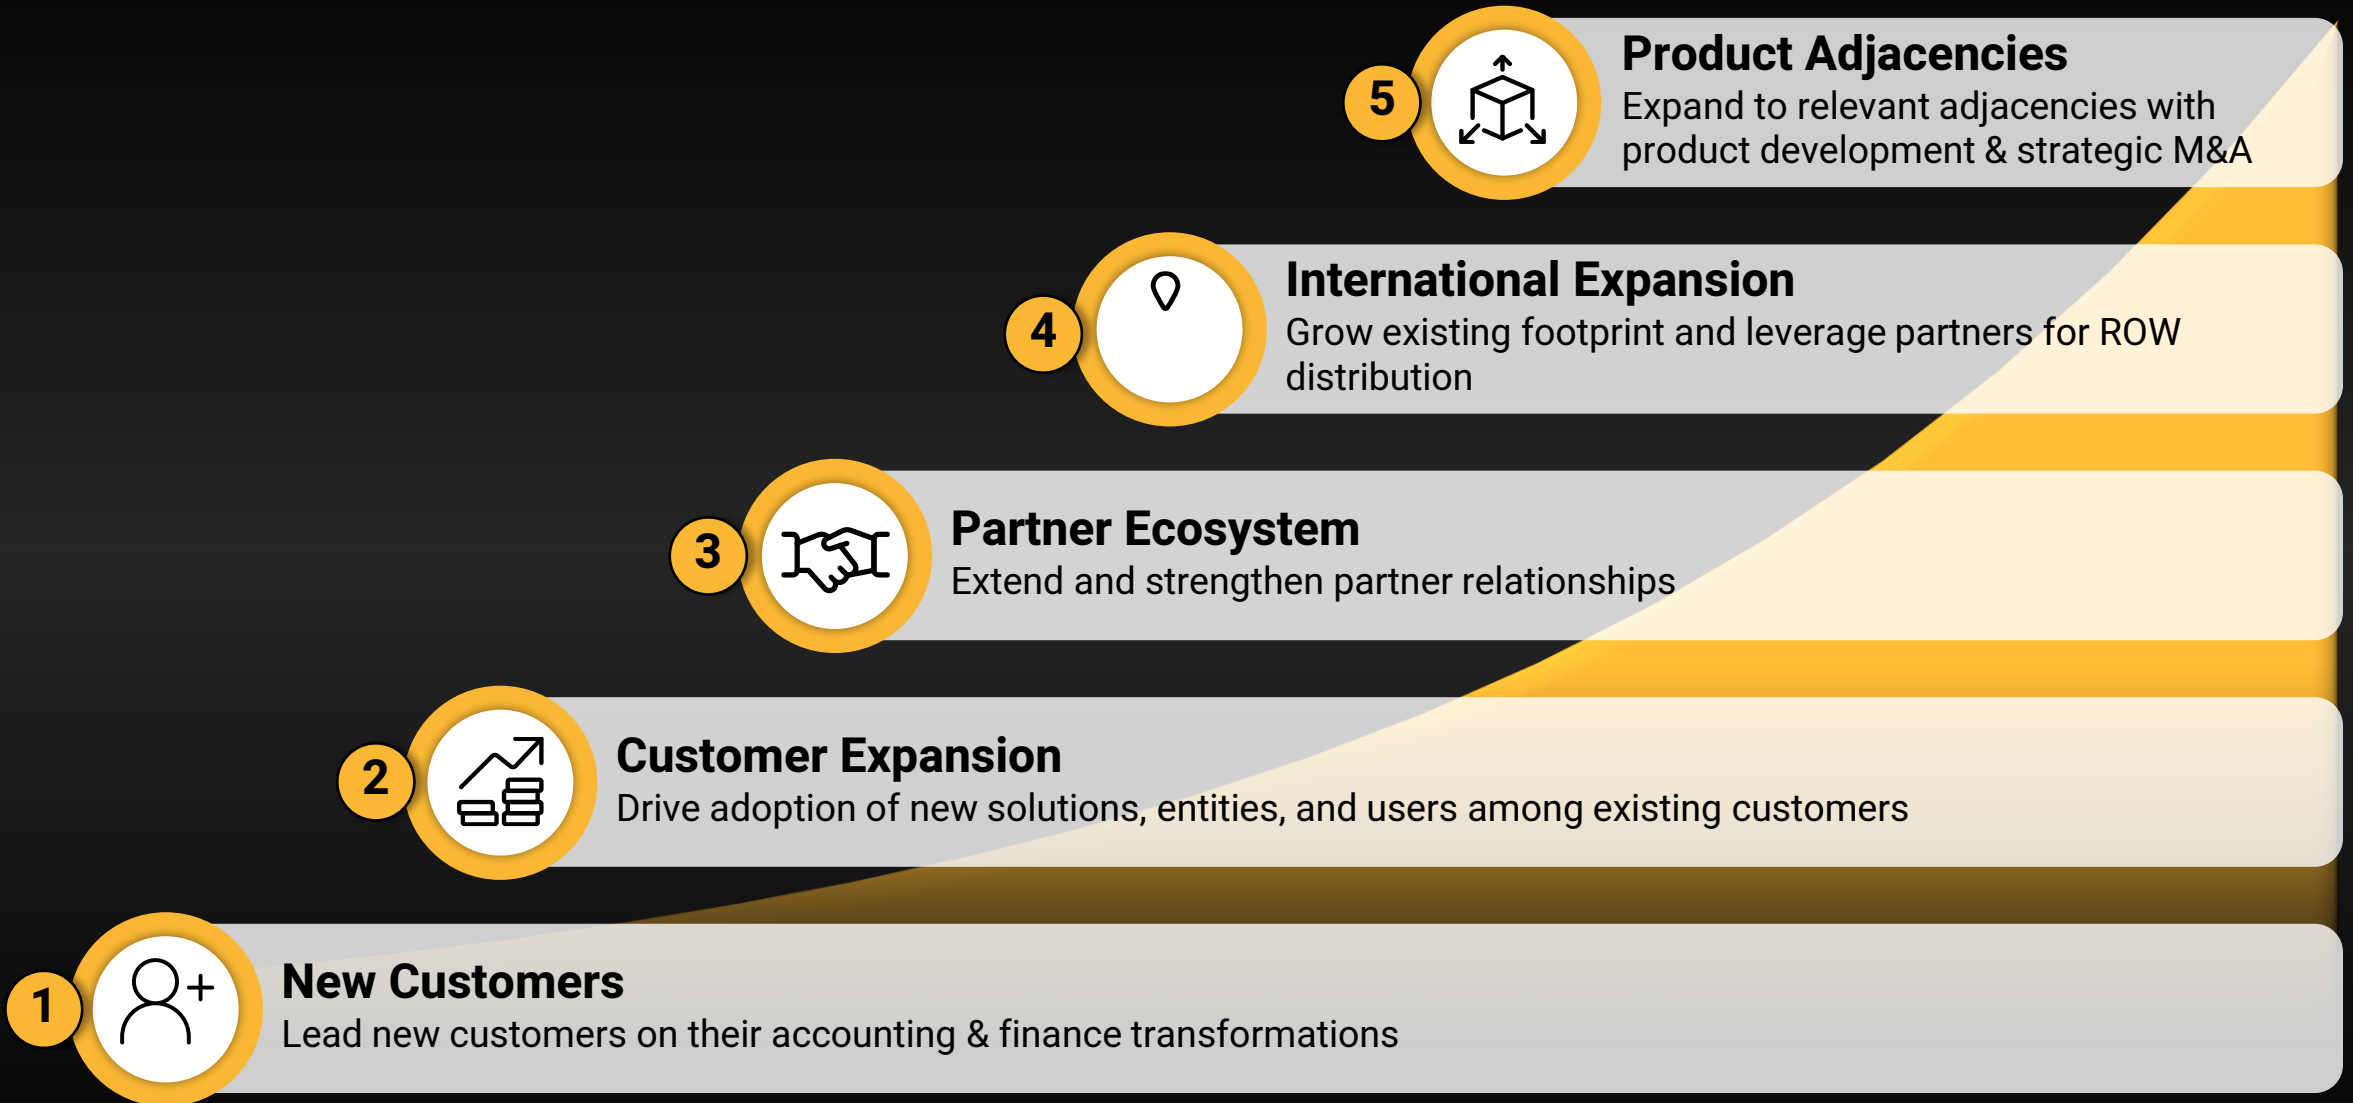 5
Product Adjacencies
Expand to relevant adjacencies with
product development & strategic M&A
4
International Expansion
Grow existing footprint and leverage partners for ROW
distribution
3
Partner Ecosystem
Extend and strengthen partner relationships
2
Customer Expansion
Drive adoption of new solutions, entities, and users among existing customers
1
New Customers
Lead new customers on their accounting & finance transformations